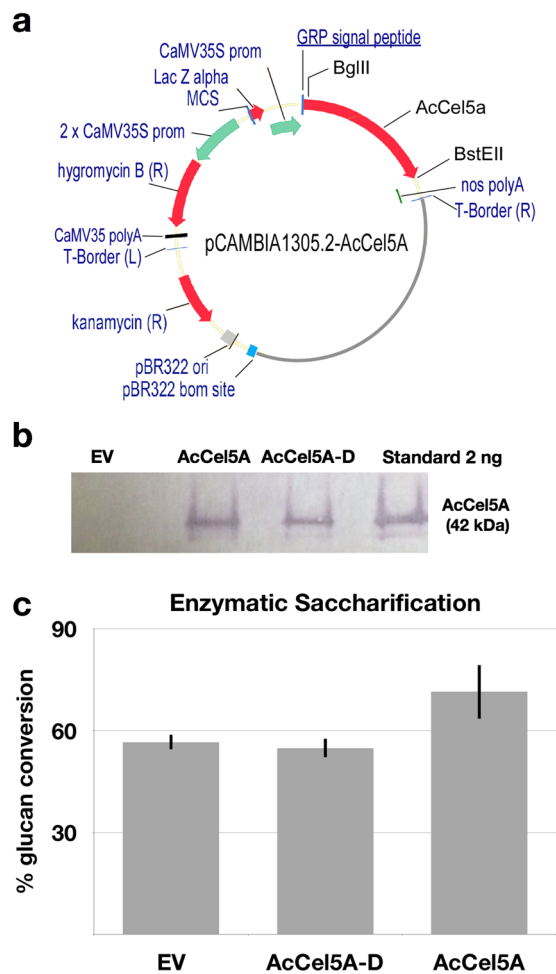 a
GRP signal peptide
CaMV35S prom
BglII
Lac Z alpha
MCS
AcCel5a
2 x CaMV35S prom
BstEII
hygromycin B (R)
nos polyA
T-Border (R)
CaMV35 polyA
T-Border (L)
pCAMBIA1305.2-AcCel5A
kanamycin (R)
pBR322 ori
pBR322 bom site
b
EV AcCel5A AcCel5A-D Standard 2 ng
AcCel5A
(42 kDa)
c
Enzymatic Saccharification
% glucan conversion
90
60
30
EV AcCel5A-D AcCel5A